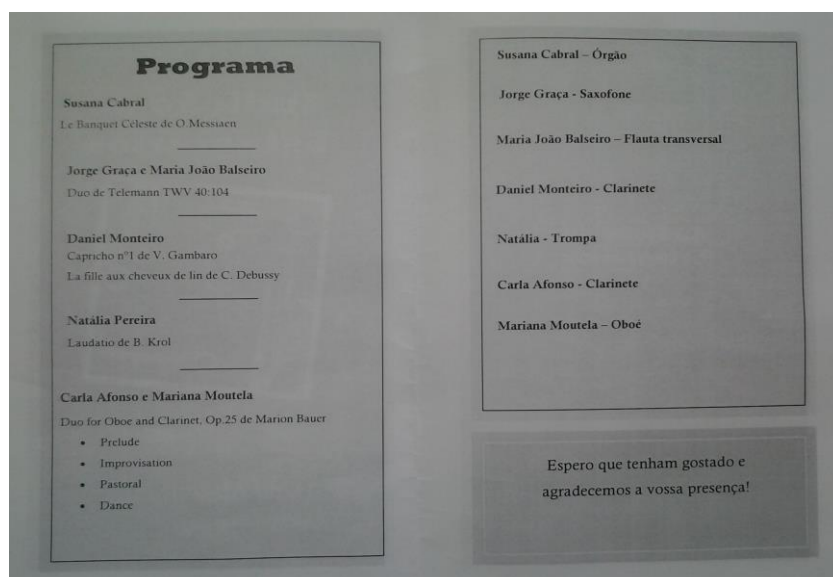 Programa
Susana Cabral
Le Banquet Céleste de O.Messiaen
Jorge Graça e Maria João Balseiro
Duo de Telemann TWV 40:104
Daniel Monteiro
Capricho nº1 de V. Gambaro
La fille aux cheveux de lin de C. Debussy
Natália Pereira
Laudatio de B. Krol
Carla Afonso e Mariana Moutela
Duo for Oboe and Clarinet, Op.25 de Marion Bauer
• Prelude
• Improvisation
• Pastoral
• Dance
Susana Cabral – Órgão
Jorge Graça - Saxofone
Maria João Balseiro – Flauta transversal
Daniel Monteiro - Clarinete
Natália - Trompa
Carla Afonso - Clarinete
Mariana Moutela – Oboé
Espero que tenham gostado e
agradecemos a vossa presença!